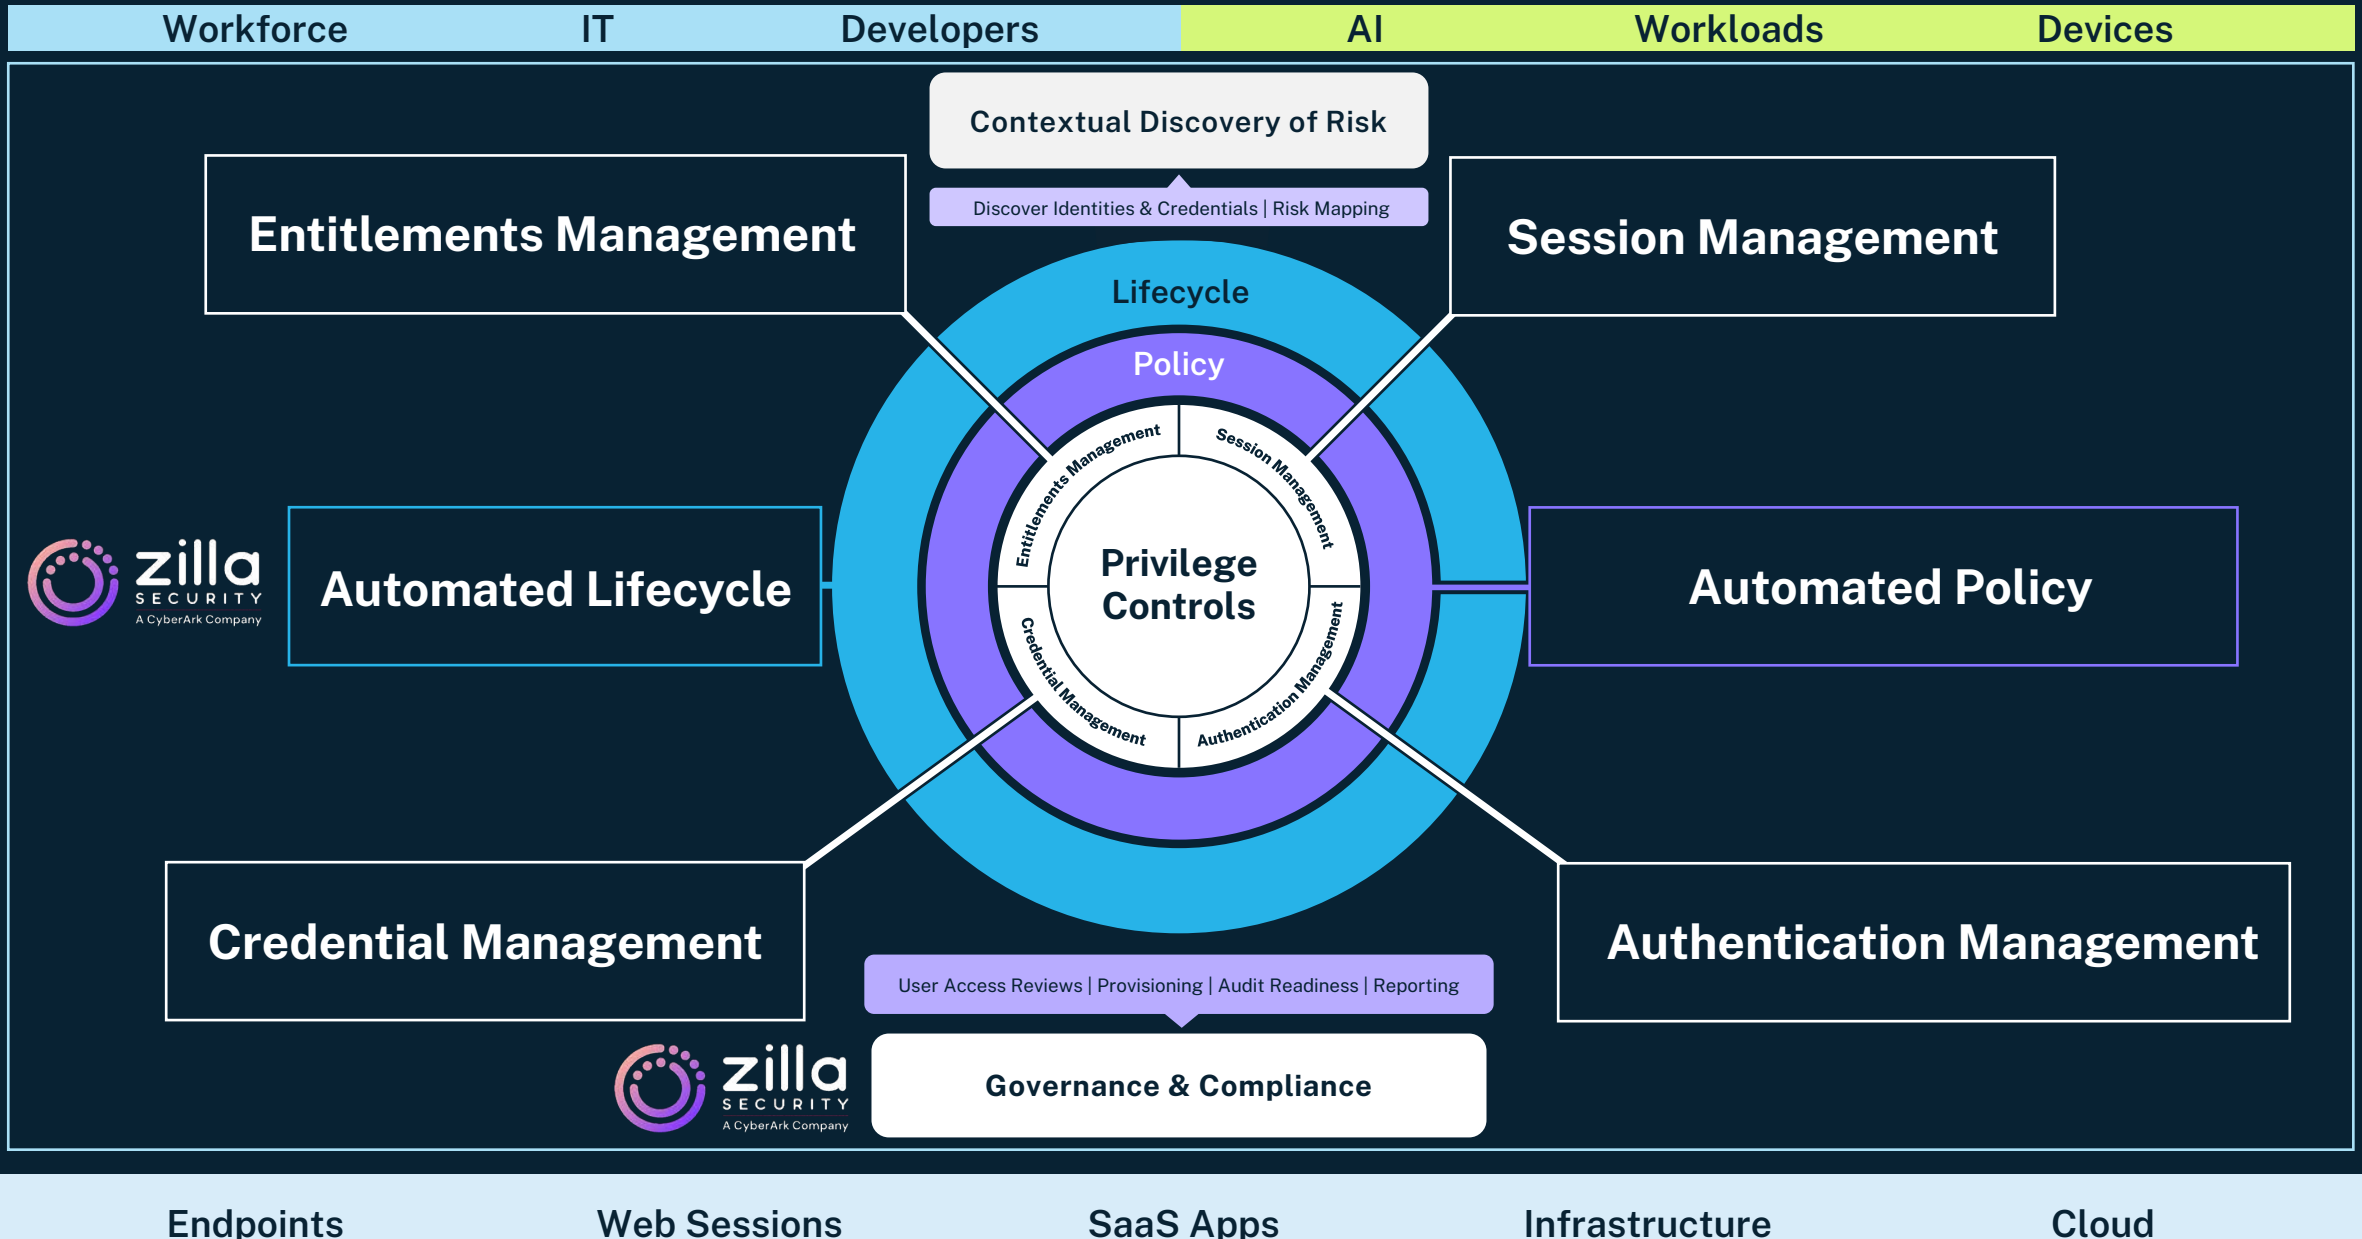 Workforce IT Developers AI Workloads Devices
Contextual Discovery of Risk
Discover Identities & Credentials | Risk Mapping
Entitlements Management
Session Management
Lifecycle
Policy
Entitlements Management
Session Management
Privilege
Controls
Credential Management
Authentication Management
zilla
SECURITY
A CyberArk Company
Automated Lifecycle
Automated Policy
Credential Management
Authentication Management
User Access Reviews | Provisioning | Audit Readiness | Reporting
zilla
SECURITY
A CyberArk Company
Governance & Compliance
Endpoints Web Sessions SaaS Apps Infrastructure Cloud